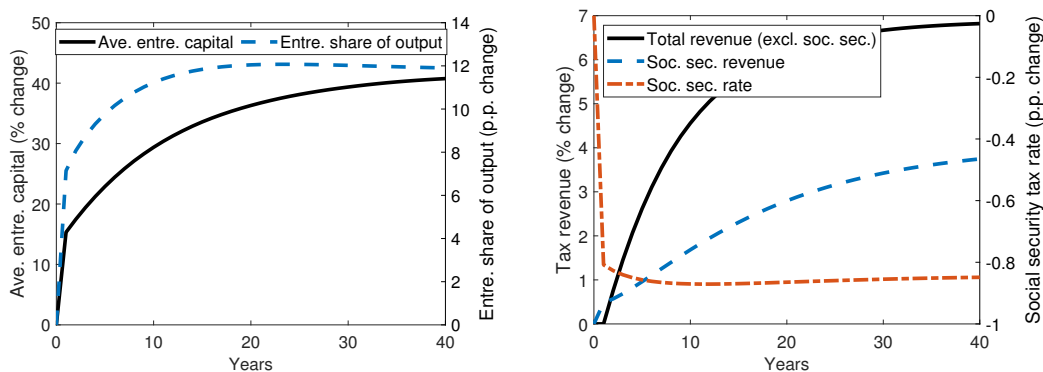 50
40
30
20
10
0
Ave. entre. capital (% change)
Ave. entre. capital
Entre. share of output
14
12
10
8
6
4
2
0
Entre. share of output (p.p. change)
0 10 20 30 40
Years
7
6
5
4
3
2
1
0
Tax revenue (% change)
Total revenue (excl. soc. sec.)
Soc. sec. revenue
Soc. sec. rate
0
-0.2
-0.4
-0.6
-0.8
-1
Social security tax rate (p.p. change)
0 10 20 30 40
Years